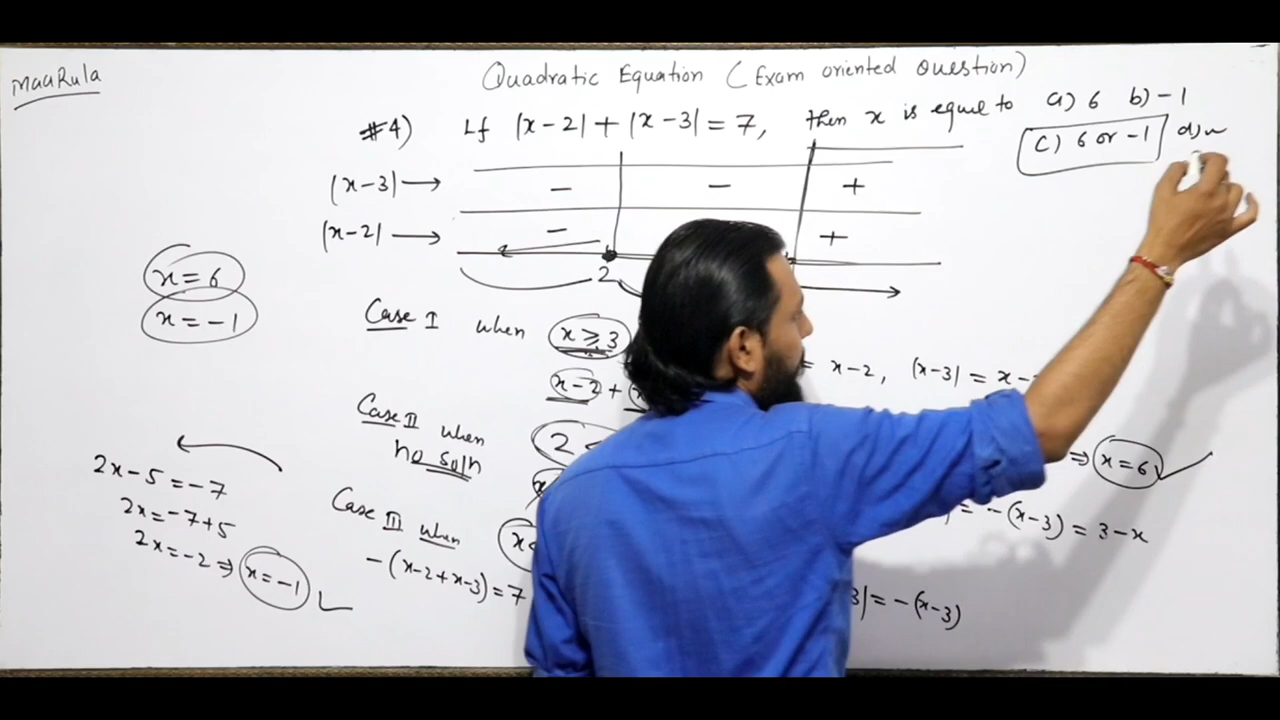 maaRula
Quadratic Equation (Exam oriented Question)
#4) If |x-2| + |x-3| = 7, then x is equal to a) 6 b) -1
c) 6 or -1 d)
|x-3| → - - +
|x-2| → - +
2
x=6
x=-1
Case I when x ≥ 3
= x-2, |x-3| = x-
x-2 +
Case II when 2 <
no soln
⇒ x=6
= -(x-3) = 3-x
Case III when x<
-(x-2+x-3)=7
3|= -(x-3)
2x-5=-7
2x=-7+5
2x=-2 ⇒ x=-1